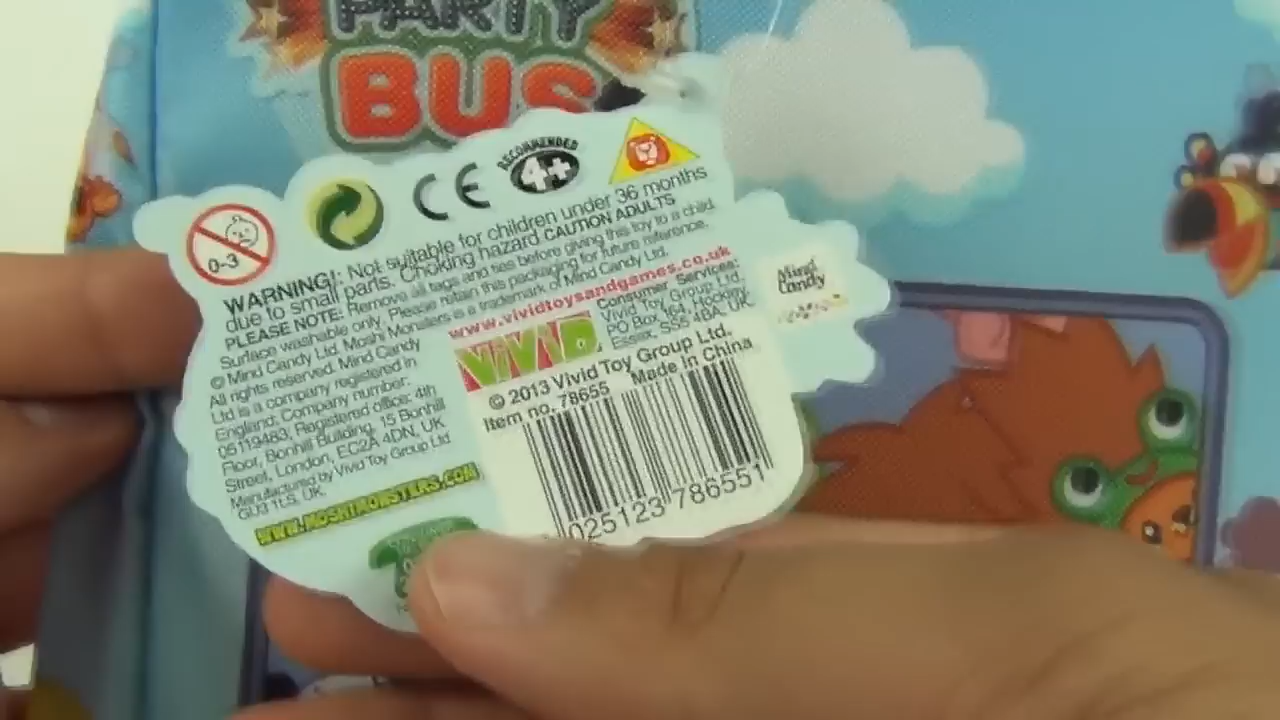 PARTY
BUS
RECOMMENDED
4+
0-3
WARNING!: Not suitable for children under 36 months
due to small parts. Choking hazard CAUTION ADULTS
PLEASE NOTE: Remove all tags and ties before giving this toy to a child.
Surface washable only. Please retain this packaging for future reference.
© Mind Candy Ltd. Moshi Monsters is a trademark of Mind Candy Ltd.
All rights reserved. Mind Candy
Ltd is a company registered in
England. Company number:
05119483, Registered office: 4th
Floor, Bonhill Building, 15 Bonhill
Street, London, EC2A 4DN, UK
Manufactured by Vivid Toy Group Ltd
GU3 1LS, UK.
WWW.MOSHIMONSTERS.COM
www.vividtoysandgames.co.uk
ViViD
Consumer Services:
Vivid Toy Group Ltd,
PO Box 164, Hockley,
Essex, SS5 4BA, UK.
© 2013 Vivid Toy Group Ltd.
Item no. 78655 Made in China
025123 786551
Mind
Candy